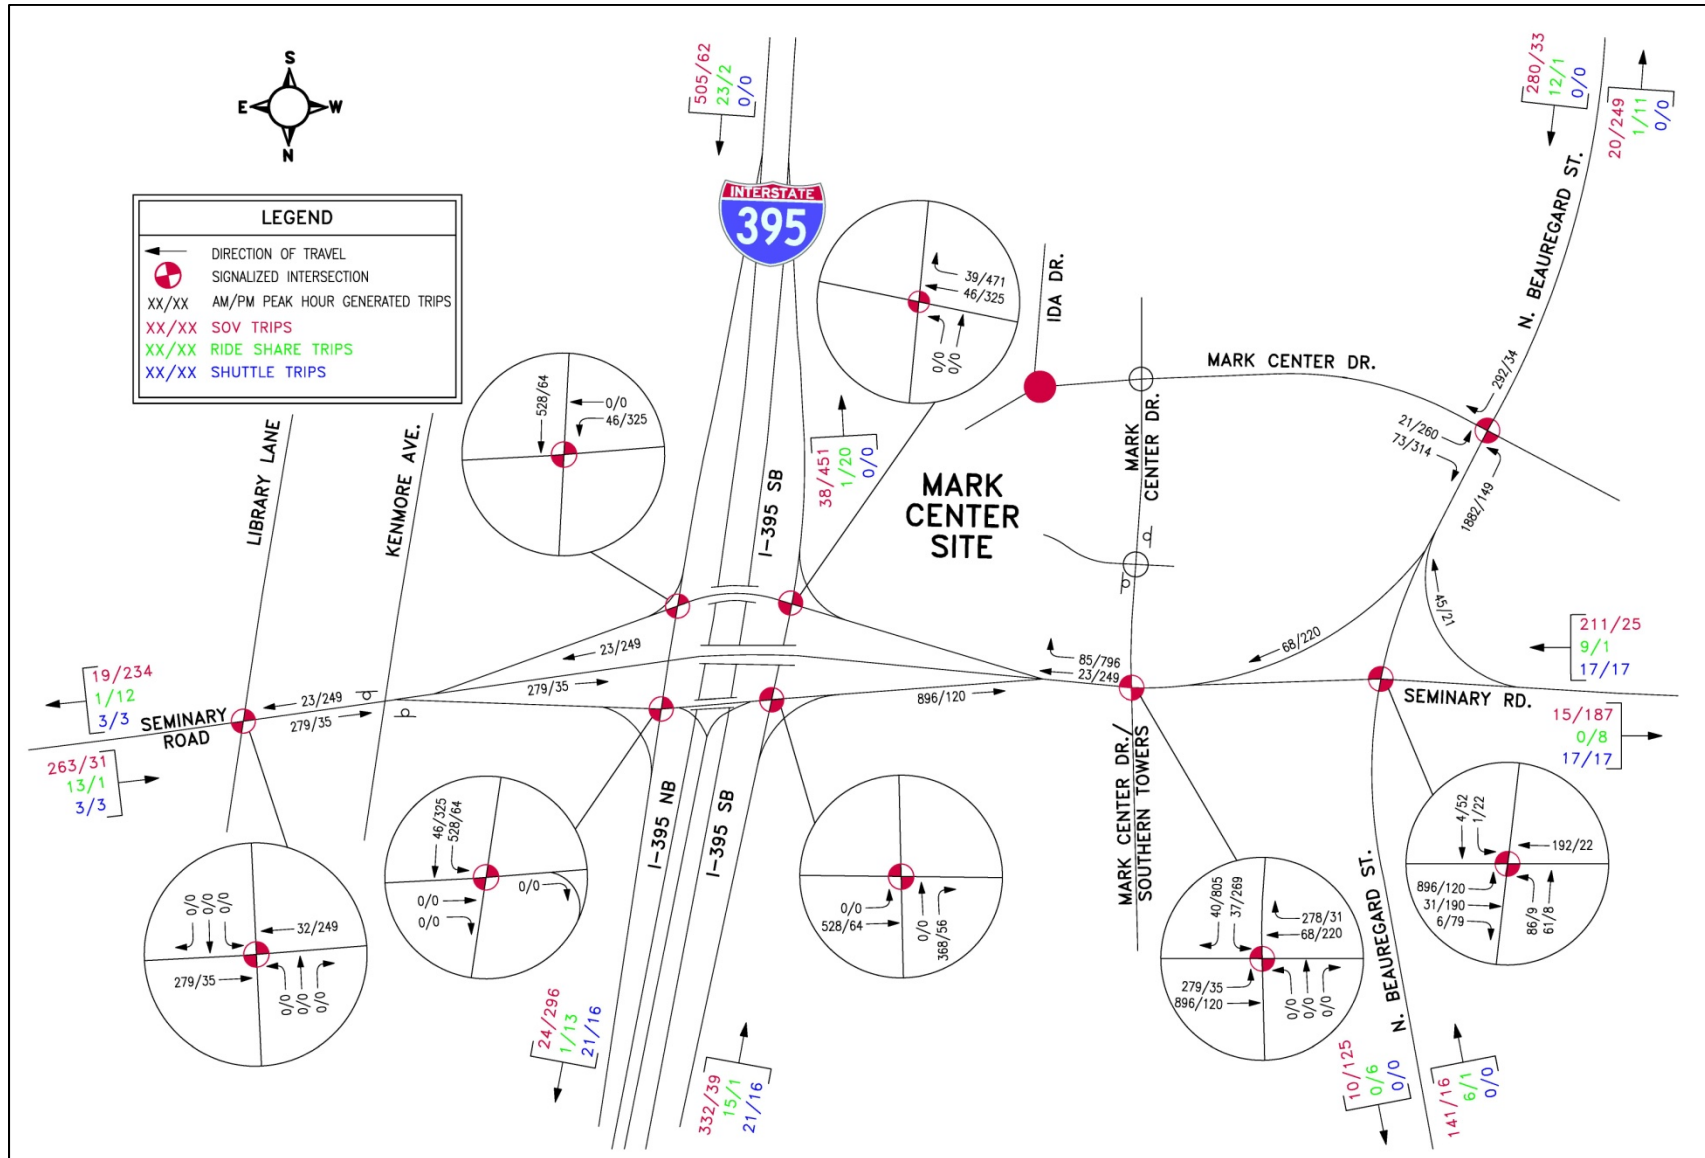 S
E
W
N
LEGEND
DIRECTION OF TRAVEL
SIGNALIZED INTERSECTION
XX/XX AM/PM PEAK HOUR GENERATED TRIPS
XX/XX SOV TRIPS
XX/XX RIDE SHARE TRIPS
XX/XX SHUTTLE TRIPS
505/62
23/2
0/0
INTERSTATE
395
280/33
12/1
0/0
20/249
1/11
0/0
N. BEAUREGARD ST.
39/471
46/325
0/0
0/0
IDA DR.
MARK CENTER DR.
MARK
CENTER DR.
292/34
21/260
73/314
1882/149
528/64
0/0
46/325
LIBRARY LANE
KENMORE AVE.
38/451
1/20
0/0
I-395 SB
MARK
CENTER
SITE
45/21
68/220
23/249
279/35
85/796
23/249
896/120
211/25
9/1
17/17
SEMINARY RD.
15/187
0/8
17/17
19/234
1/12
3/3
SEMINARY
ROAD
23/249
279/35
263/31
13/1
3/3
I-395 NB
I-395 SB
MARK CENTER DR./
SOUTHERN TOWERS
N. BEAUREGARD ST.
0/0
0/0
0/0
32/249
279/35
0/0
0/0
0/0
46/325
528/64
0/0
0/0
0/0
0/0
528/64
0/0
368/56
40/805
37/269
278/31
68/220
279/35
896/120
0/0
0/0
0/0
4/52
1/22
192/22
896/120
31/190
6/79
86/9
61/8
24/296
1/13
21/16
332/39
15/1
21/16
10/125
0/6
0/0
141/16
6/1
0/0